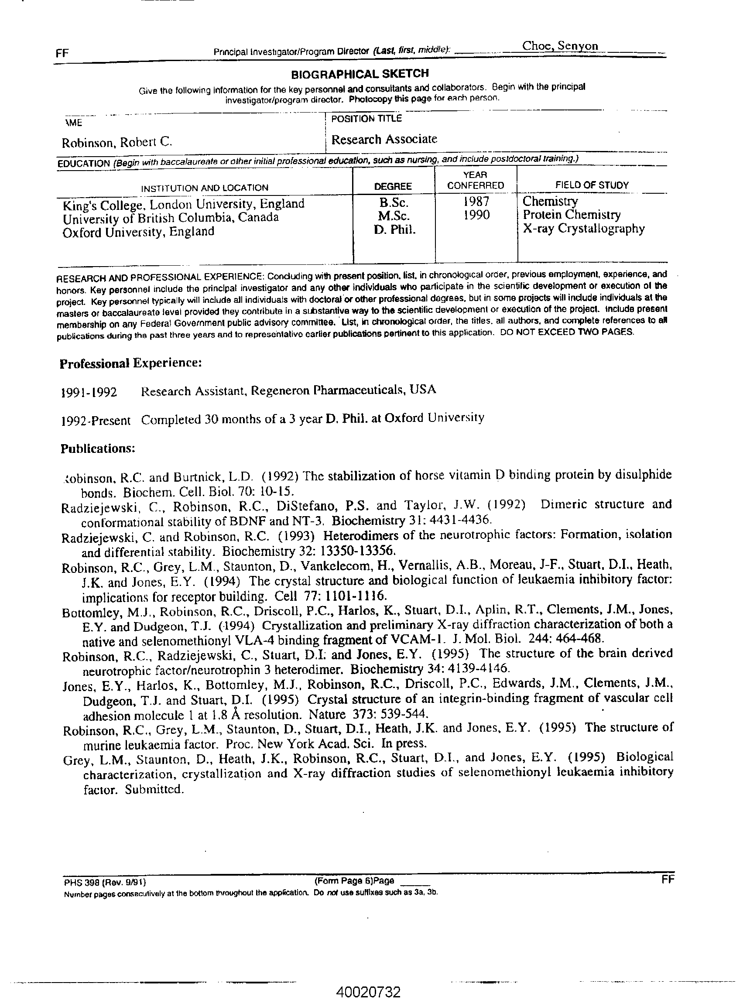 FF Principal Investigator/Program Director (Last, first, middle): Choe, Senyon
BIOGRAPHICAL SKETCH
Give the following information for the key personnel and consultants and collaborators. Begin with the principal
investigator/program director. Photocopy this page for each person.
AME POSITION TITLE
Robinson, Robert C. Research Associate
EDUCATION (Begin with baccalaureate or other initial professional education, such as nursing, and include postdoctoral training.)
INSTITUTION AND LOCATION DEGREE YEAR CONFERRED FIELD OF STUDY
King's College, London University, England B.Sc. 1987 Chemistry
University of British Columbia, Canada M.Sc. 1990 Protein Chemistry
Oxford University, England D. Phil. X-ray Crystallography
RESEARCH AND PROFESSIONAL EXPERIENCE: Concluding with present position, list, in chronological order, previous employment, experience, and
honors. Key personnel include the principal investigator and any other individuals who participate in the scientific development or execution of the
project. Key personnel typically will include all individuals with doctoral or other professional degrees, but in some projects will include individuals at the
masters or baccalaureate level provided they contribute in a substantive way to the scientific development or execution of the project. Include present
membership on any Federal Government public advisory committee. List, in chronological order, the titles, all authors, and complete references to all
publications during the past three years and to representative earlier publications pertinent to this application. DO NOT EXCEED TWO PAGES.
Professional Experience:
1991-1992 Research Assistant, Regeneron Pharmaceuticals, USA
1992-Present Completed 30 months of a 3 year D. Phil. at Oxford University
Publications:
Robinson, R.C. and Burtnick, L.D. (1992) The stabilization of horse vitamin D binding protein by disulphide
bonds. Biochem. Cell. Biol. 70: 10-15.
Radziejewski, C., Robinson, R.C., DiStefano, P.S. and Taylor, J.W. (1992) Dimeric structure and
conformational stability of BDNF and NT-3. Biochemistry 31: 4431-4436.
Radziejewski, C. and Robinson, R.C. (1993) Heterodimers of the neurotrophic factors: Formation, isolation
and differential stability. Biochemistry 32: 13350-13356.
Robinson, R.C., Grey, L.M., Staunton, D., Vankelecom, H., Vernallis, A.B., Moreau, J-F., Stuart, D.I., Heath,
J.K. and Jones, E.Y. (1994) The crystal structure and biological function of leukaemia inhibitory factor:
implications for receptor building. Cell 77: 1101-1116.
Bottomley, M.J., Robinson, R.C., Driscoll, P.C., Harlos, K., Stuart, D.I., Aplin, R.T., Clements, J.M., Jones,
E.Y. and Dudgeon, T.J. (1994) Crystallization and preliminary X-ray diffraction characterization of both a
native and selenomethionyl VLA-4 binding fragment of VCAM-1. J. Mol. Biol. 244: 464-468.
Robinson, R.C., Radziejewski, C., Stuart, D.I. and Jones, E.Y. (1995) The structure of the brain derived
neurotrophic factor/neurotrophin 3 heterodimer. Biochemistry 34: 4139-4146.
Jones, E.Y., Harlos, K., Bottomley, M.J., Robinson, R.C., Driscoll, P.C., Edwards, J.M., Clements, J.M.,
Dudgeon, T.J. and Stuart, D.I. (1995) Crystal structure of an integrin-binding fragment of vascular cell
adhesion molecule 1 at 1.8 Å resolution. Nature 373: 539-544.
Robinson, R.C., Grey, L.M., Staunton, D., Stuart, D.I., Heath, J.K. and Jones, E.Y. (1995) The structure of
murine leukaemia factor. Proc. New York Acad. Sci. In press.
Grey, L.M., Staunton, D., Heath, J.K., Robinson, R.C., Stuart, D.I., and Jones, E.Y. (1995) Biological
characterization, crystallization and X-ray diffraction studies of selenomethionyl leukaemia inhibitory
factor. Submitted.
PHS 398 (Rev. 9/91) (Form Page 6)Page FF
Number pages consecutively at the bottom throughout the application. Do not use suffixes such as 3a, 3b.
40020732